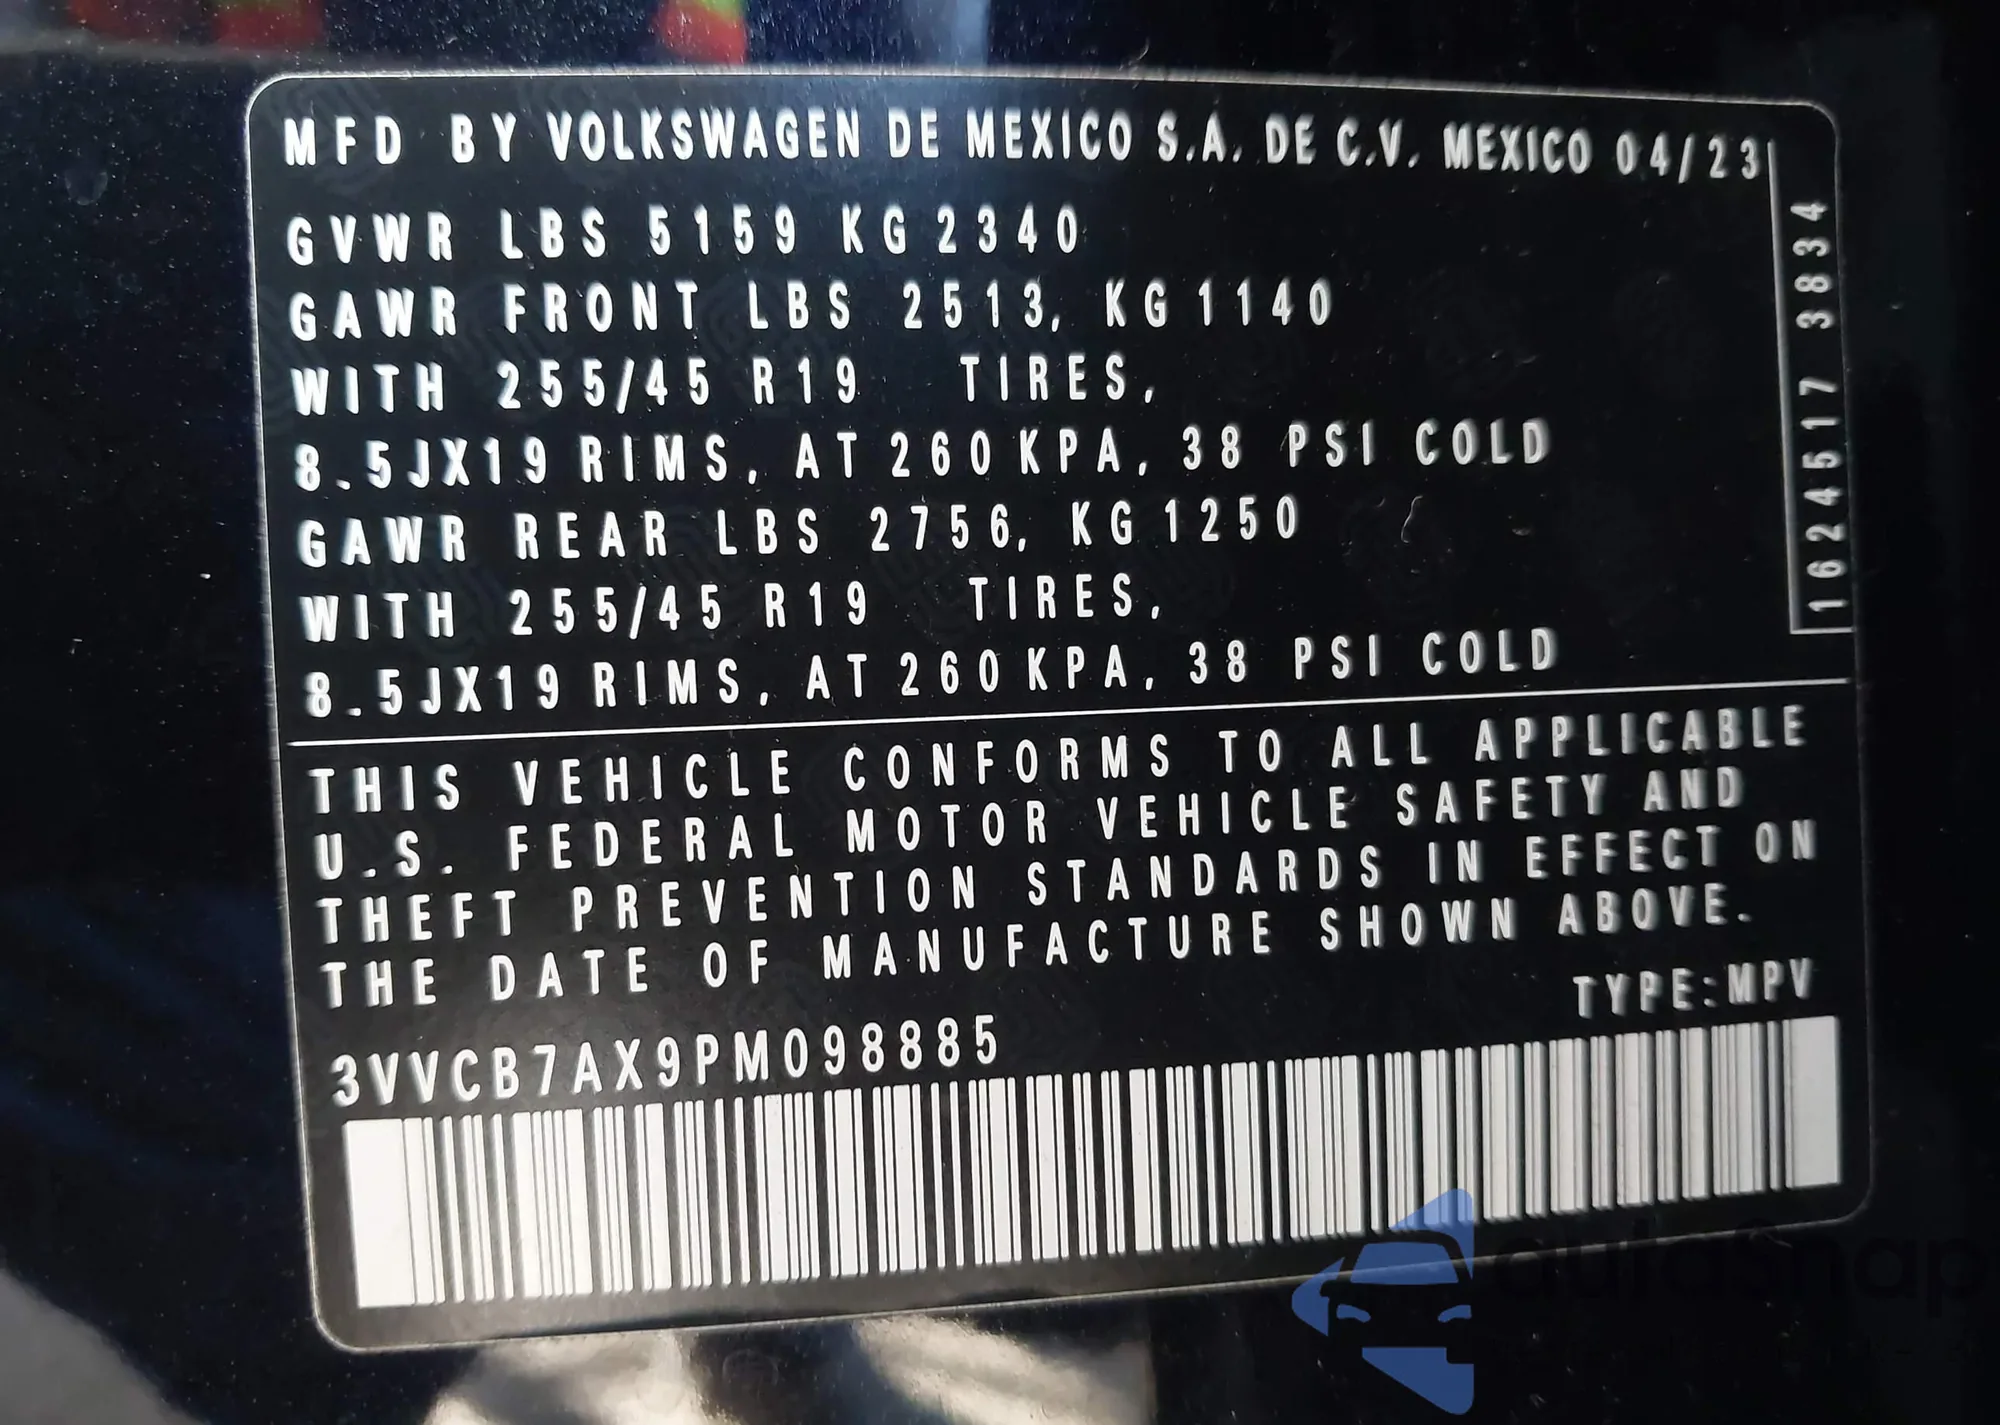 MFD BY VOLKSWAGEN DE MEXICO S.A. DE C.V. MEXICO 04/23
GVWR LBS 5159 KG 2340
GAWR FRONT LBS 2513, KG 1140
WITH 255/45 R19 TIRES,
8.5JX19 RIMS, AT 260 KPA, 38 PSI COLD
GAWR REAR LBS 2756, KG 1250
WITH 255/45 R19 TIRES,
8.5JX19 RIMS, AT 260 KPA, 38 PSI COLD
1624517 3834
THIS VEHICLE CONFORMS TO ALL APPLICABLE
U.S. FEDERAL MOTOR VEHICLE SAFETY AND
THEFT PREVENTION STANDARDS IN EFFECT ON
THE DATE OF MANUFACTURE SHOWN ABOVE.
TYPE:MPV
3VVCB7AX9PM098885